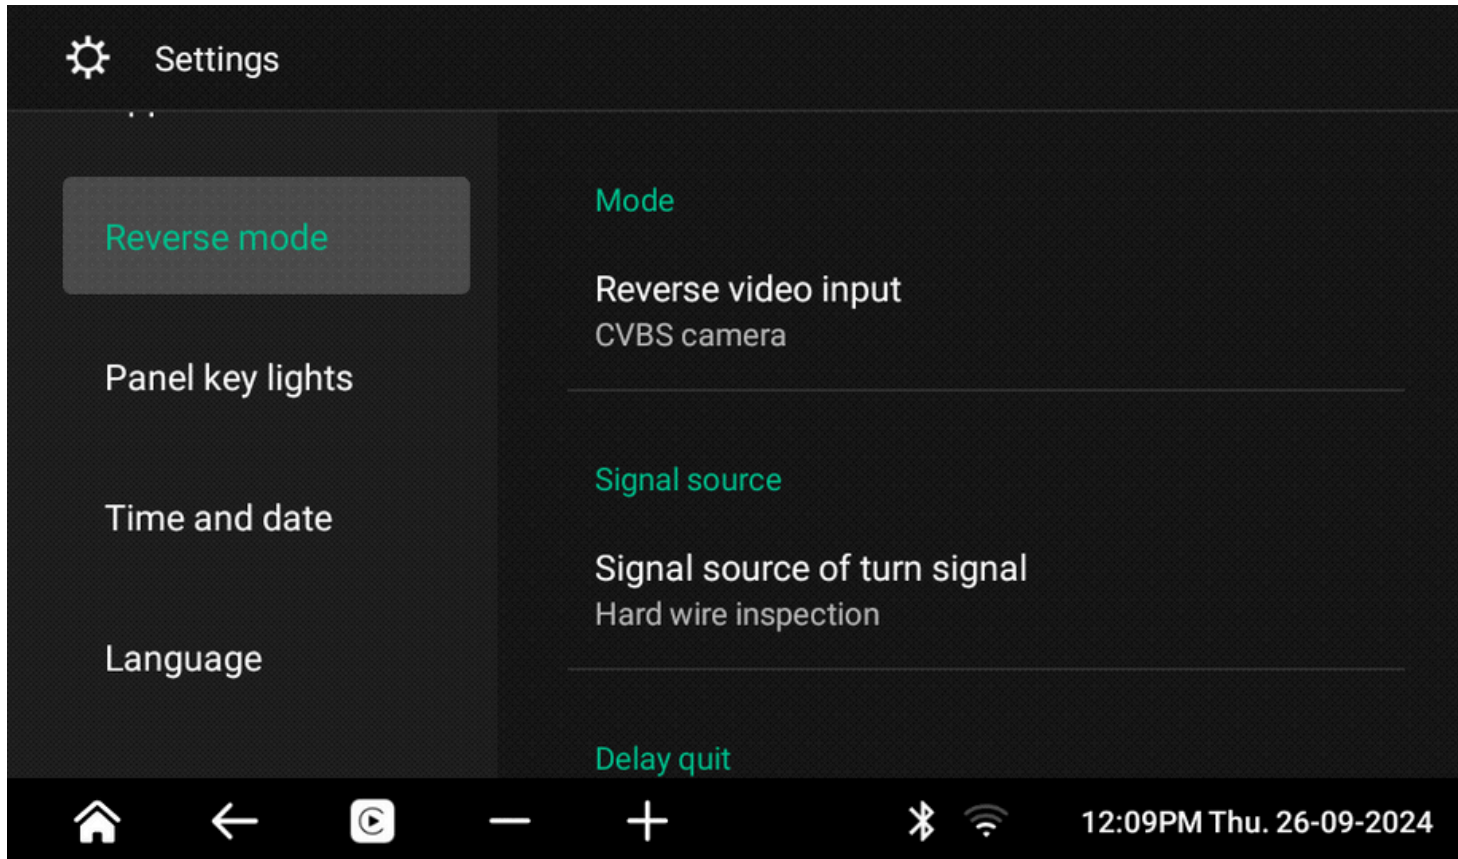 Settings
Reverse mode
Panel key lights
Time and date
Language
Mode
Reverse video input
CVBS camera
Signal source
Signal source of turn signal
Hard wire inspection
Delay quit
12:09PM Thu. 26-09-2024